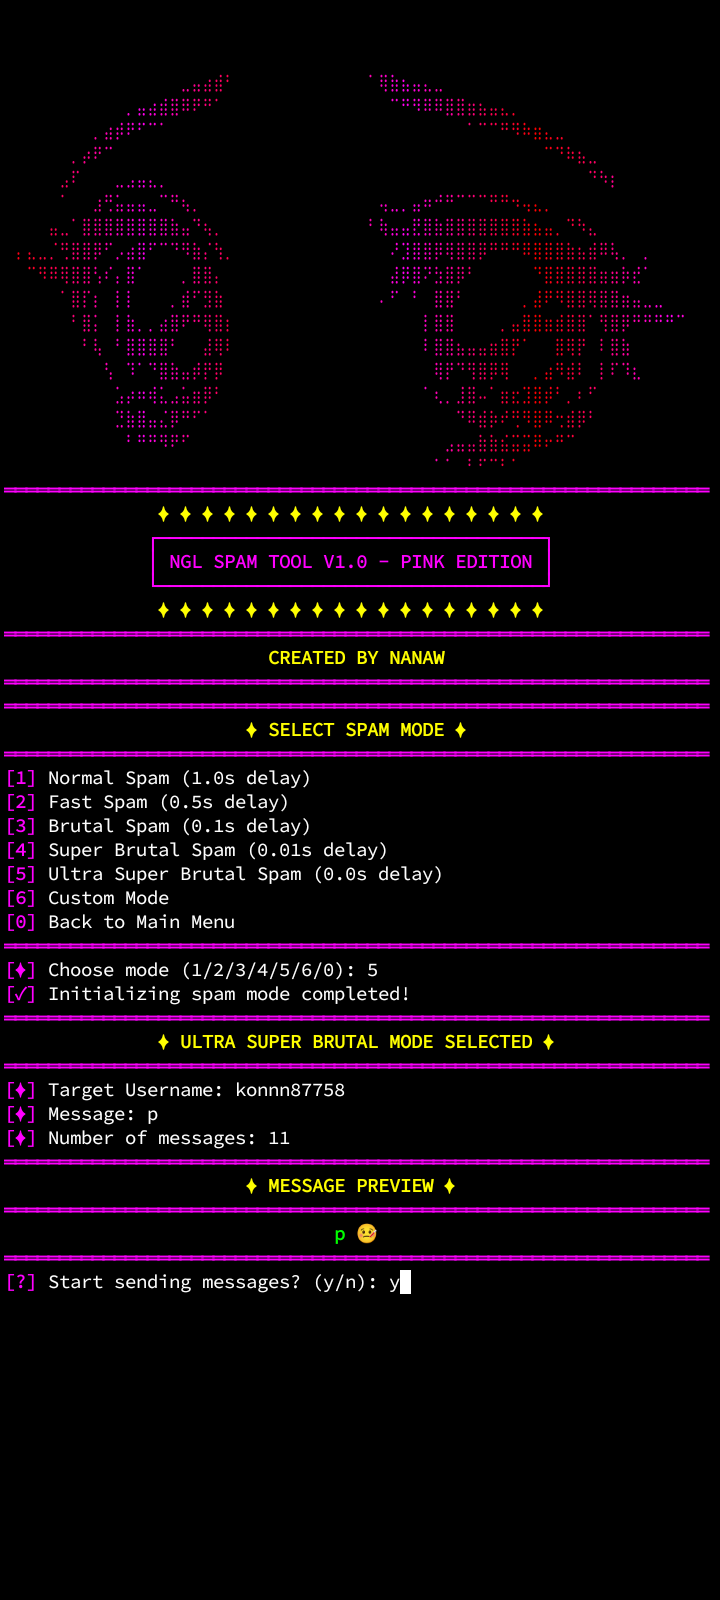 NGL SPAM TOOL V1.0 - PINK EDITION
CREATED BY NANAW
✦ SELECT SPAM MODE ✦
[1] Normal Spam (1.0s delay)
[2] Fast Spam (0.5s delay)
[3] Brutal Spam (0.1s delay)
[4] Super Brutal Spam (0.01s delay)
[5] Ultra Super Brutal Spam (0.0s delay)
[6] Custom Mode
[0] Back to Main Menu
[✦] Choose mode (1/2/3/4/5/6/0): 5
[✓] Initializing spam mode completed!
✦ ULTRA SUPER BRUTAL MODE SELECTED ✦
[✦] Target Username: konnn87758
[✦] Message: p
[✦] Number of messages: 11
✦ MESSAGE PREVIEW ✦
p 🤒
[?] Start sending messages? (y/n): y